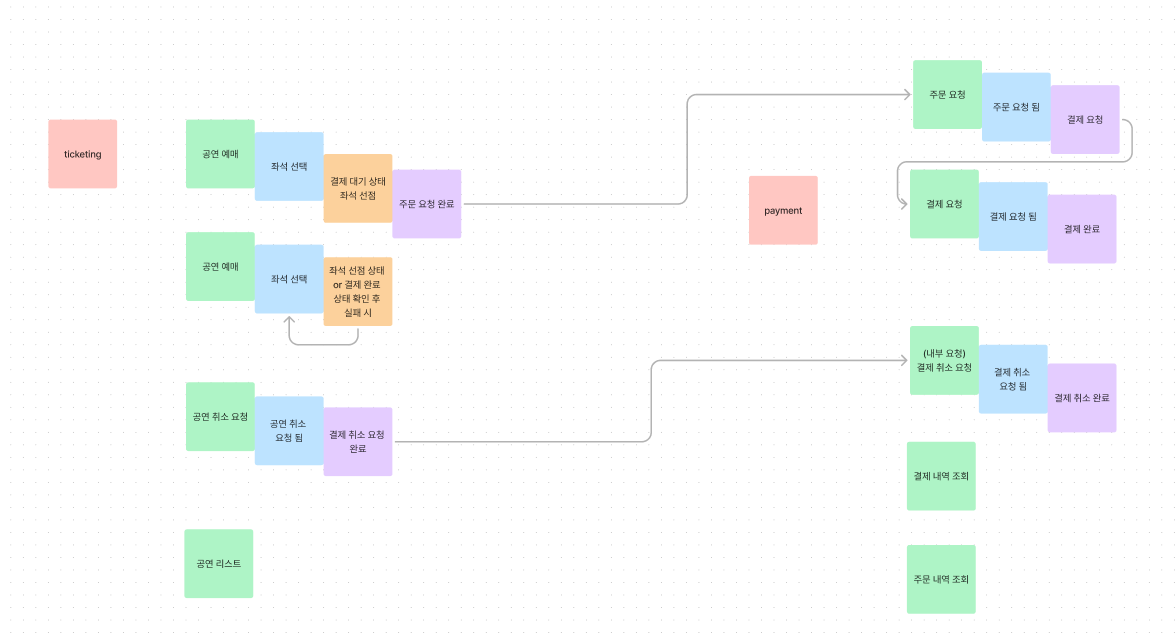 ticketing
공연 예매
좌석 선택
결제 대기 상태
좌석 선점
주문 요청 완료
공연 예매
좌석 선택
좌석 선점 상태
or 결제 완료
상태 확인 후
실패 시
공연 취소 요청
공연 취소
요청 됨
결제 취소 요청
완료
공연 리스트
payment
주문 요청
주문 요청 됨
결제 요청
결제 요청
결제 요청 됨
결제 완료
(내부 요청)
결제 취소 요청
결제 취소
요청 됨
결제 취소 완료
결제 내역 조회
주문 내역 조회